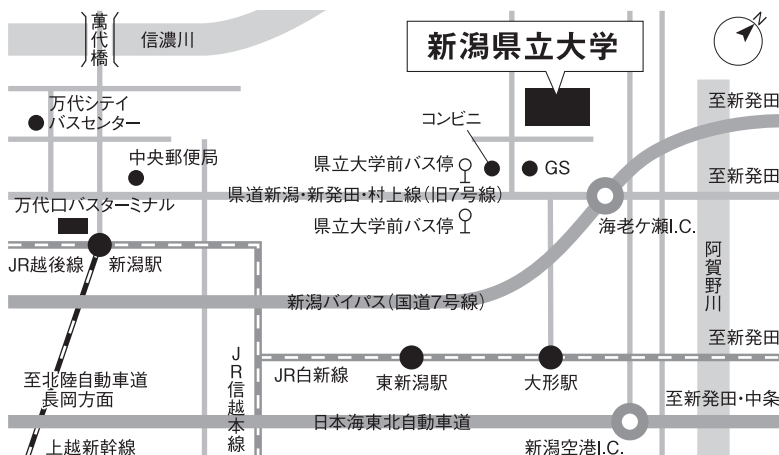 萬代橋
信濃川
新潟県立大学
N
万代シテイ
バスセンター
コンビニ
至新発田
中央郵便局
県立大学前バス停
GS
県道新潟・新発田・村上線(旧7号線)
至新発田
万代口バスターミナル
県立大学前バス停
海老ケ瀬I.C.
JR越後線
新潟駅
阿賀野川
新潟バイパス(国道7号線)
至新発田
JR信越本線
JR白新線
東新潟駅
大形駅
至北陸自動車道
長岡方面
至新発田・中条
日本海東北自動車道
上越新幹線
新潟空港I.C.